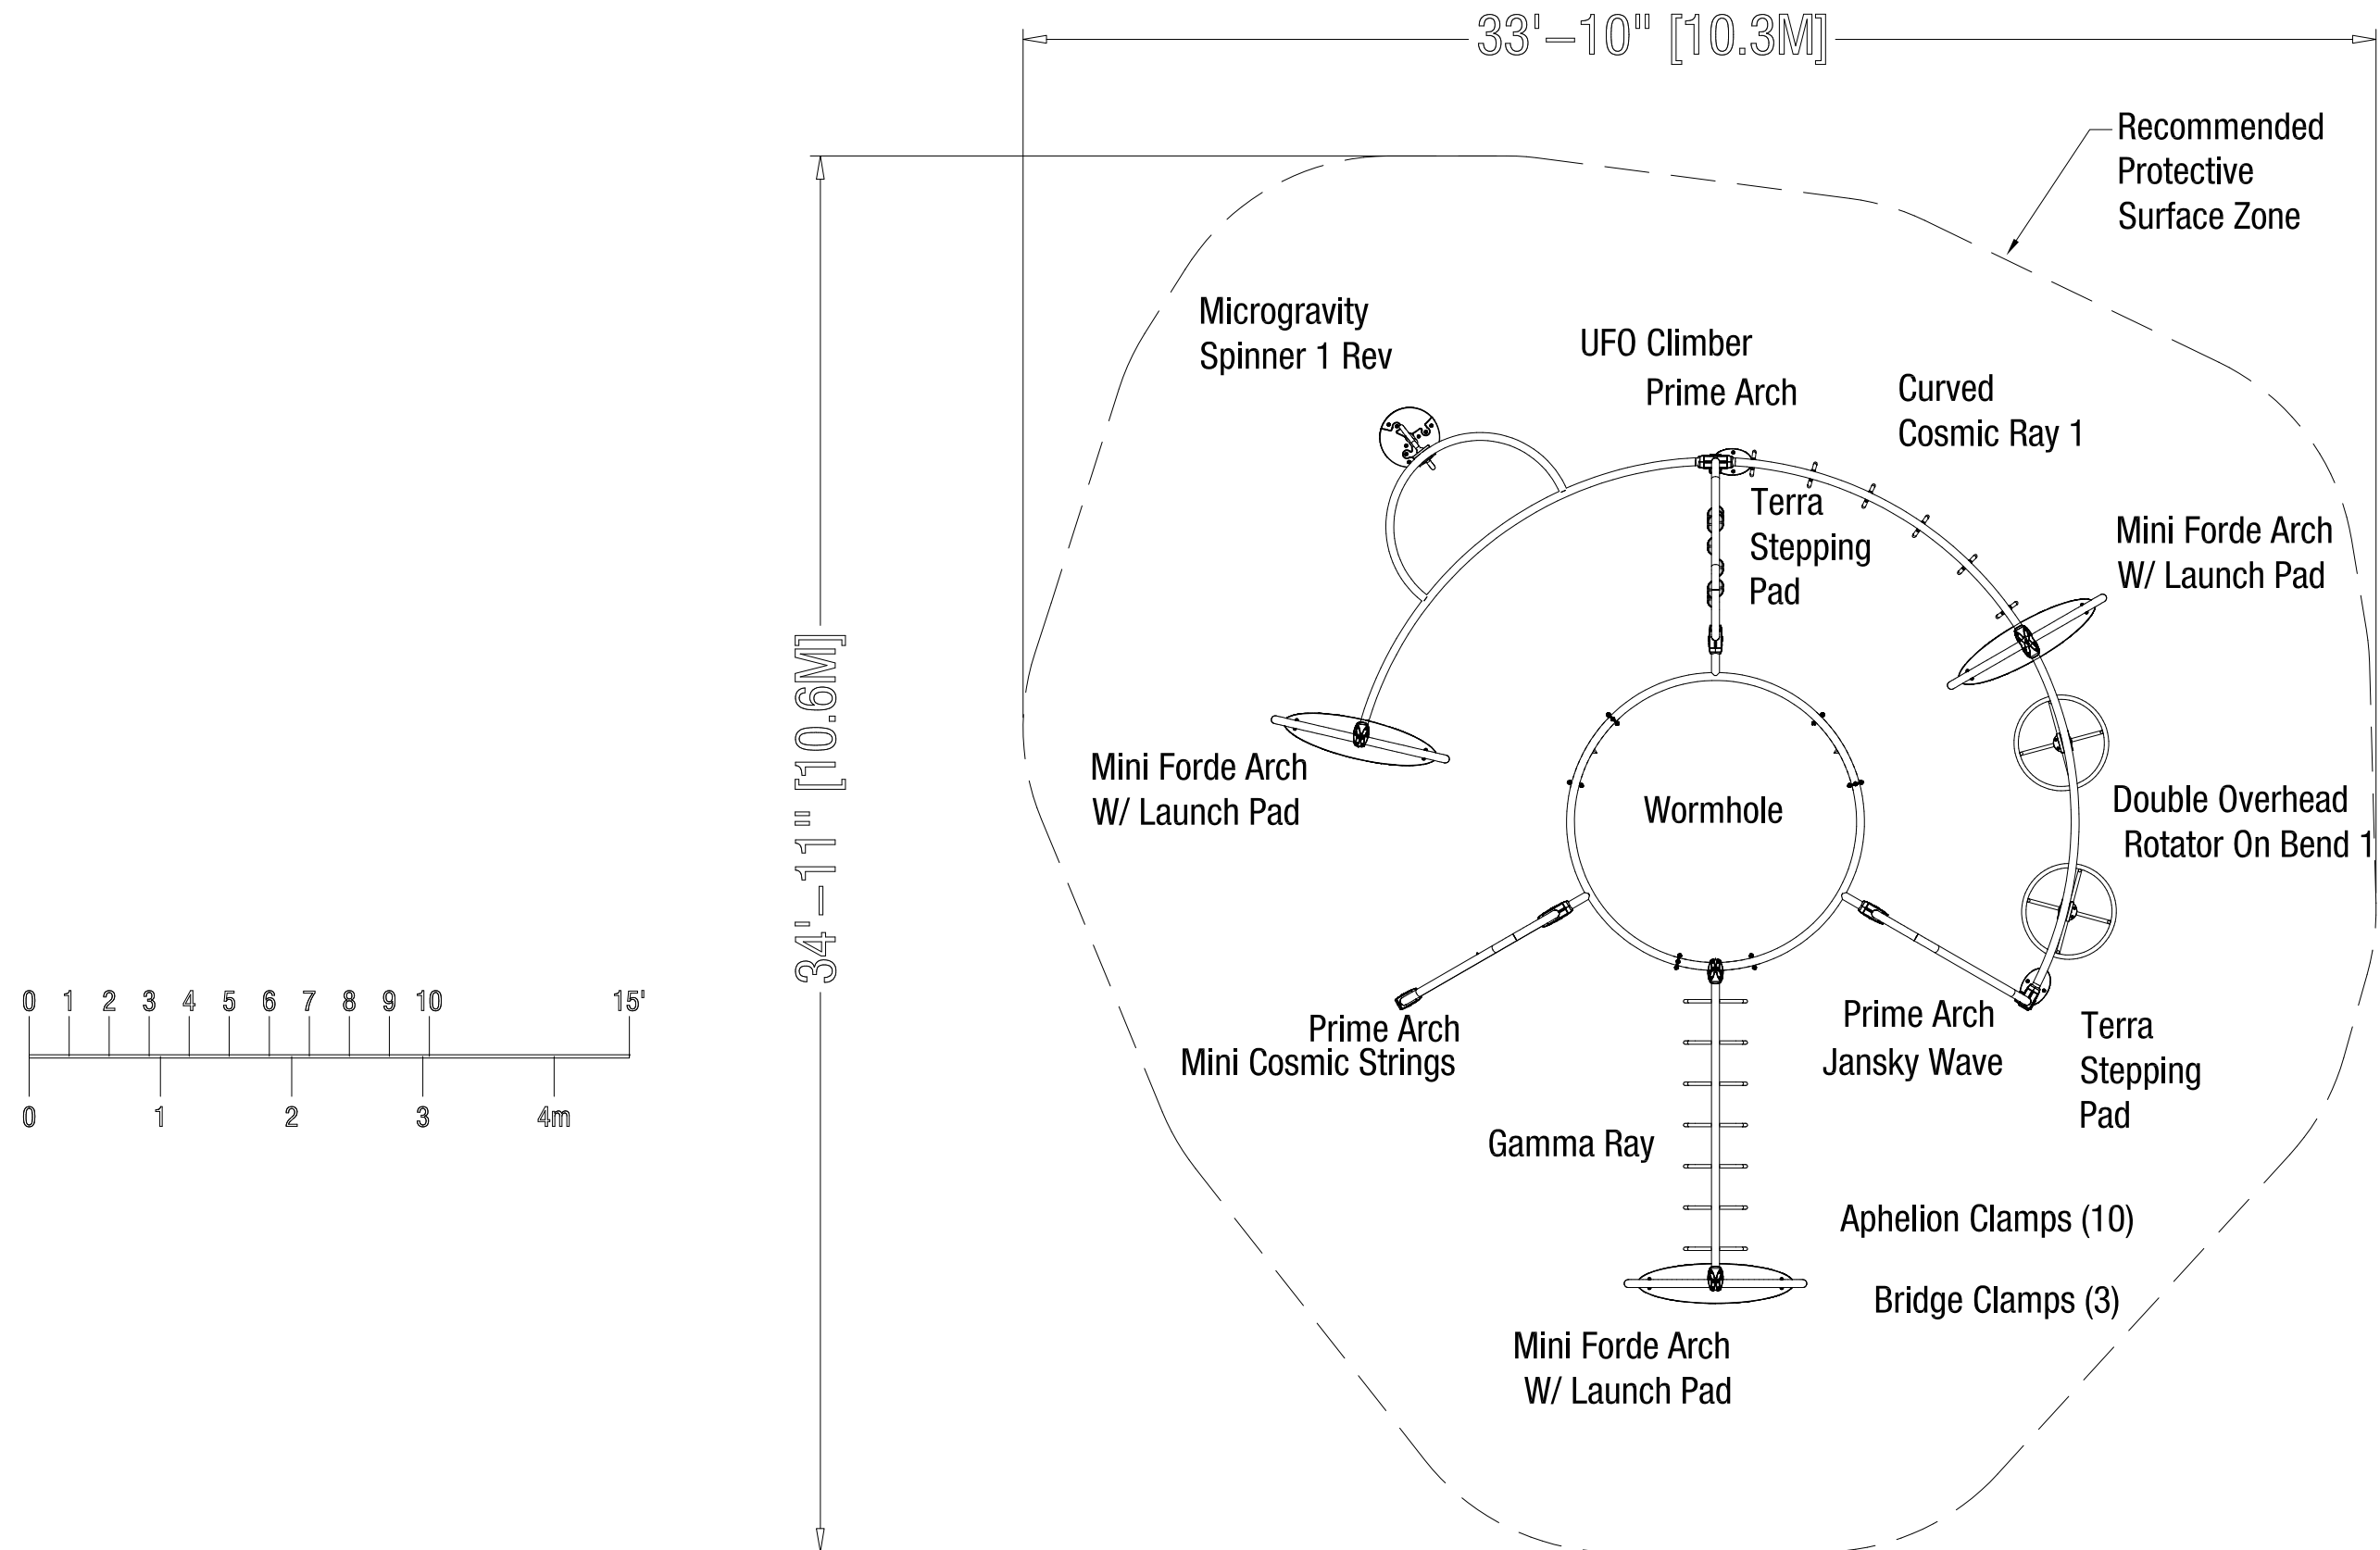 33'–10" [10.3M]
Recommended
Protective
Surface Zone
Microgravity
Spinner 1 Rev
UFO Climber
Prime Arch
Curved
Cosmic Ray 1
Terra
Stepping
Pad
Mini Forde Arch
W/ Launch Pad
34'–11" [10.6M]
Mini Forde Arch
W/ Launch Pad
Wormhole
Double Overhead
Rotator On Bend 1
0 1 2 3 4 5 6 7 8 9 10 15'
0 1 2 3 4m
Prime Arch
Mini Cosmic Strings
Prime Arch
Jansky Wave
Terra
Stepping
Pad
Gamma Ray
Aphelion Clamps (10)
Bridge Clamps (3)
Mini Forde Arch
W/ Launch Pad